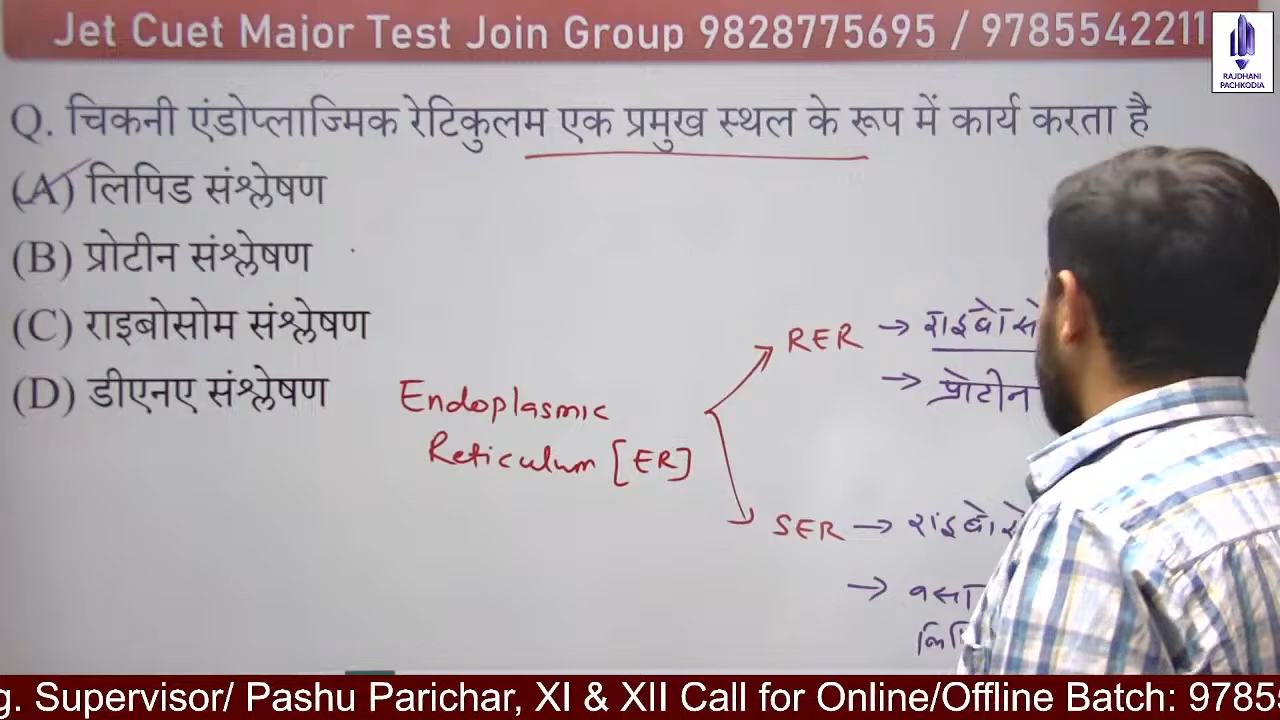 Jet Cuet Major Test Join Group 9828775695 / 9785542211
RAJDHANI
PACHKODIA
Q. चिकनी एंडोप्लाज्मिक रेटिकुलम एक प्रमुख स्थल के रूप में कार्य करता है
(A) लिपिड संश्लेषण
(B) प्रोटीन संश्लेषण
(C) राइबोसोम संश्लेषण
(D) डीएनए संश्लेषण
Endoplasmic
Reticulum [ER]
RER →
→ प्रोटीन
SER →
→
g. Supervisor/ Pashu Parichar, XI & XII Call for Online/Offline Batch: 9785